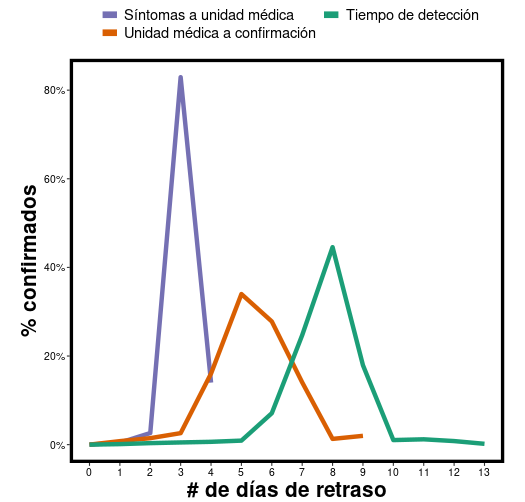 Síntomas a unidad médica
Tiempo de detección
Unidad médica a confirmación
% confirmados
80%
60%
40%
20%
0%
0 1 2 3 4 5 6 7 8 9 10 11 12 13
# de días de retraso